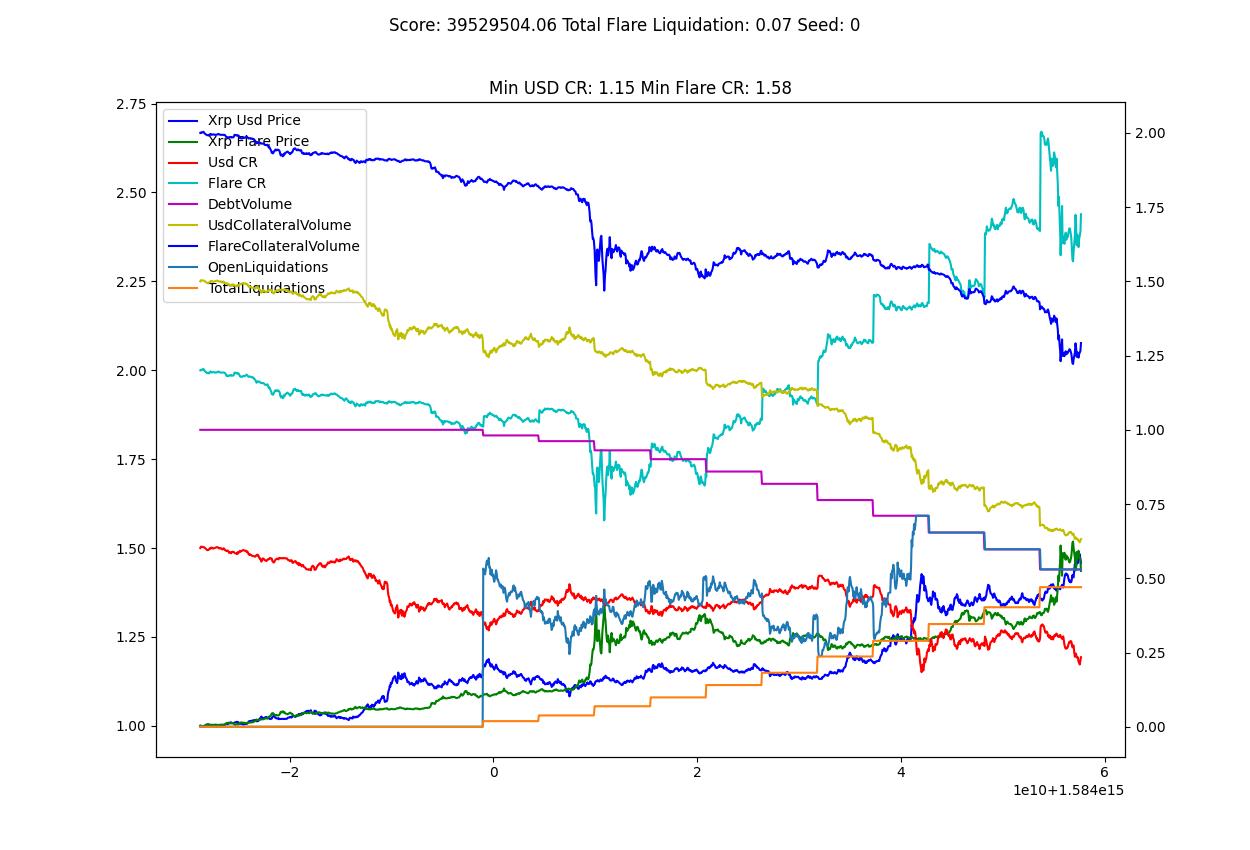 Score: 39529504.06 Total Flare Liquidation: 0.07 Seed: 0
Min USD CR: 1.15 Min Flare CR: 1.58
2.75
2.50
2.25
2.00
1.75
1.50
1.25
1.00
Xrp Usd Price
Xrp Flare Price
Usd CR
Flare CR
DebtVolume
UsdCollateralVolume
FlareCollateralVolume
OpenLiquidations
TotalLiquidations
2.00
1.75
1.50
1.25
1.00
0.75
0.50
0.25
0.00
−2
0
2
4
6
1e10+1.584e15